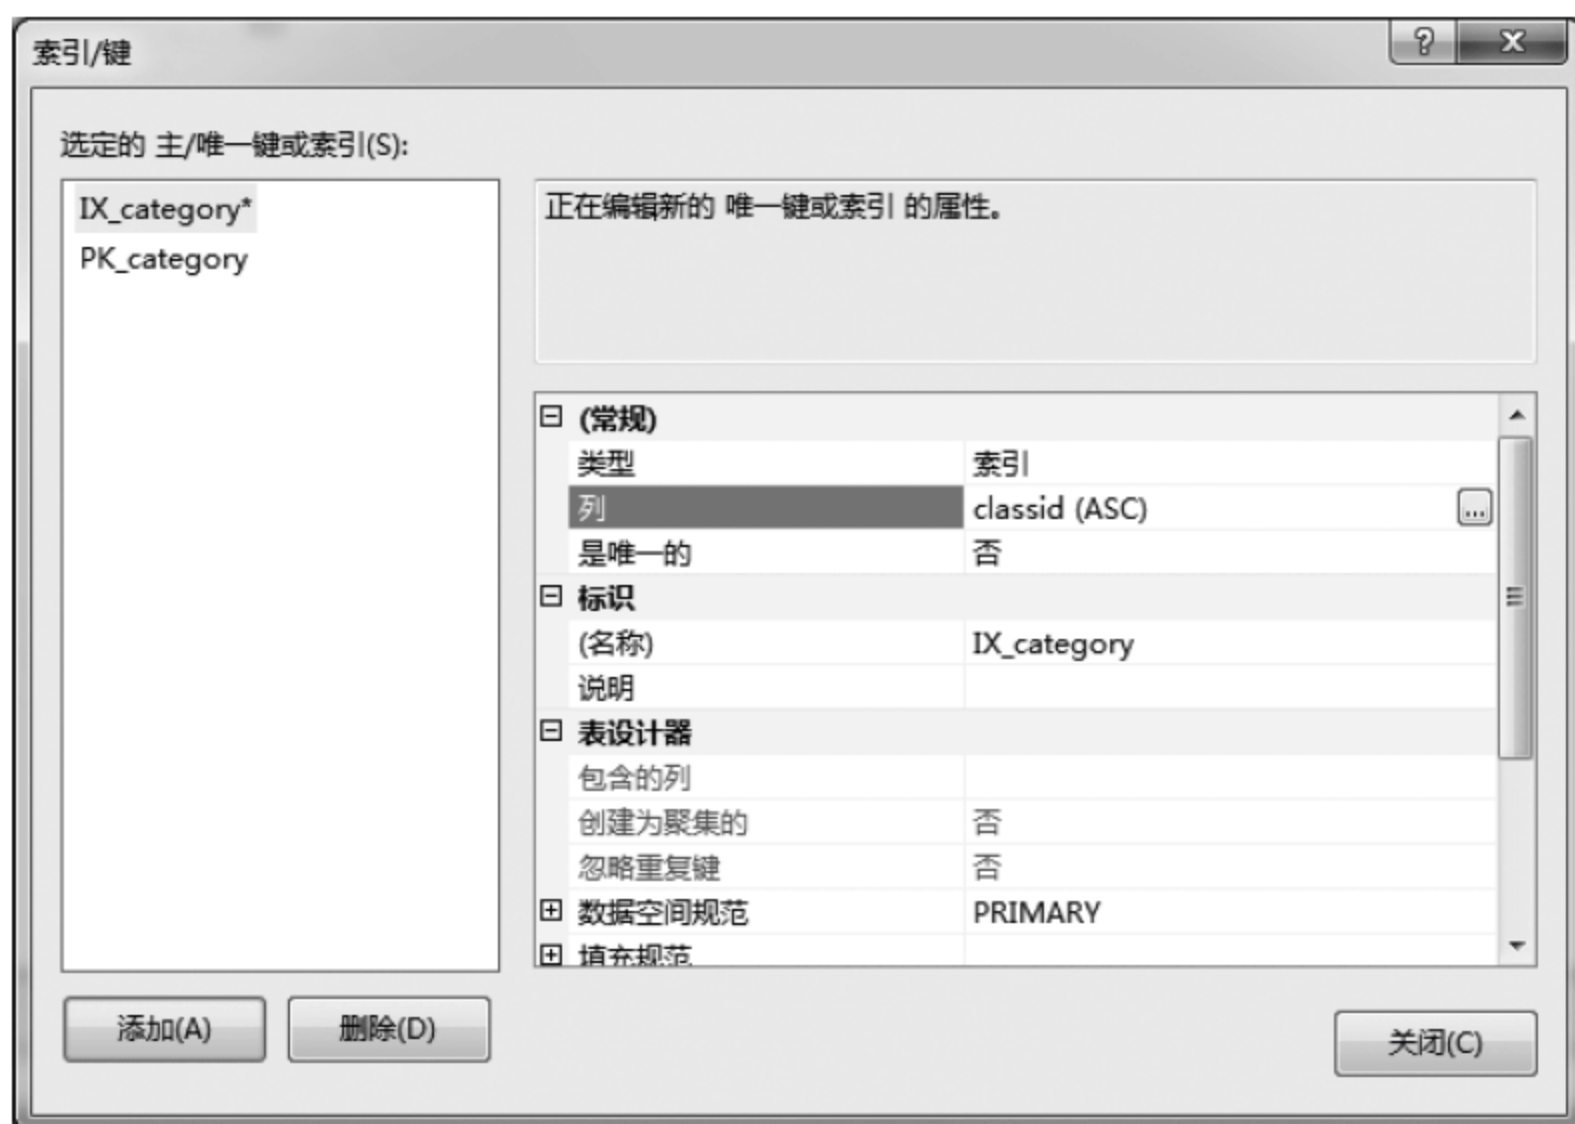 索引/键
选定的 主/唯一键或索引(S):
IX_category*
PK_category
正在编辑新的 唯一键或索引 的属性。
(常规)
类型 索引
列 classid (ASC) ...
是唯一的 否
标识
(名称) IX_category
说明
表设计器
包含的列
创建为聚集的 否
忽略重复键 否
数据空间规范 PRIMARY
填充规范
添加(A) 删除(D)
关闭(C)